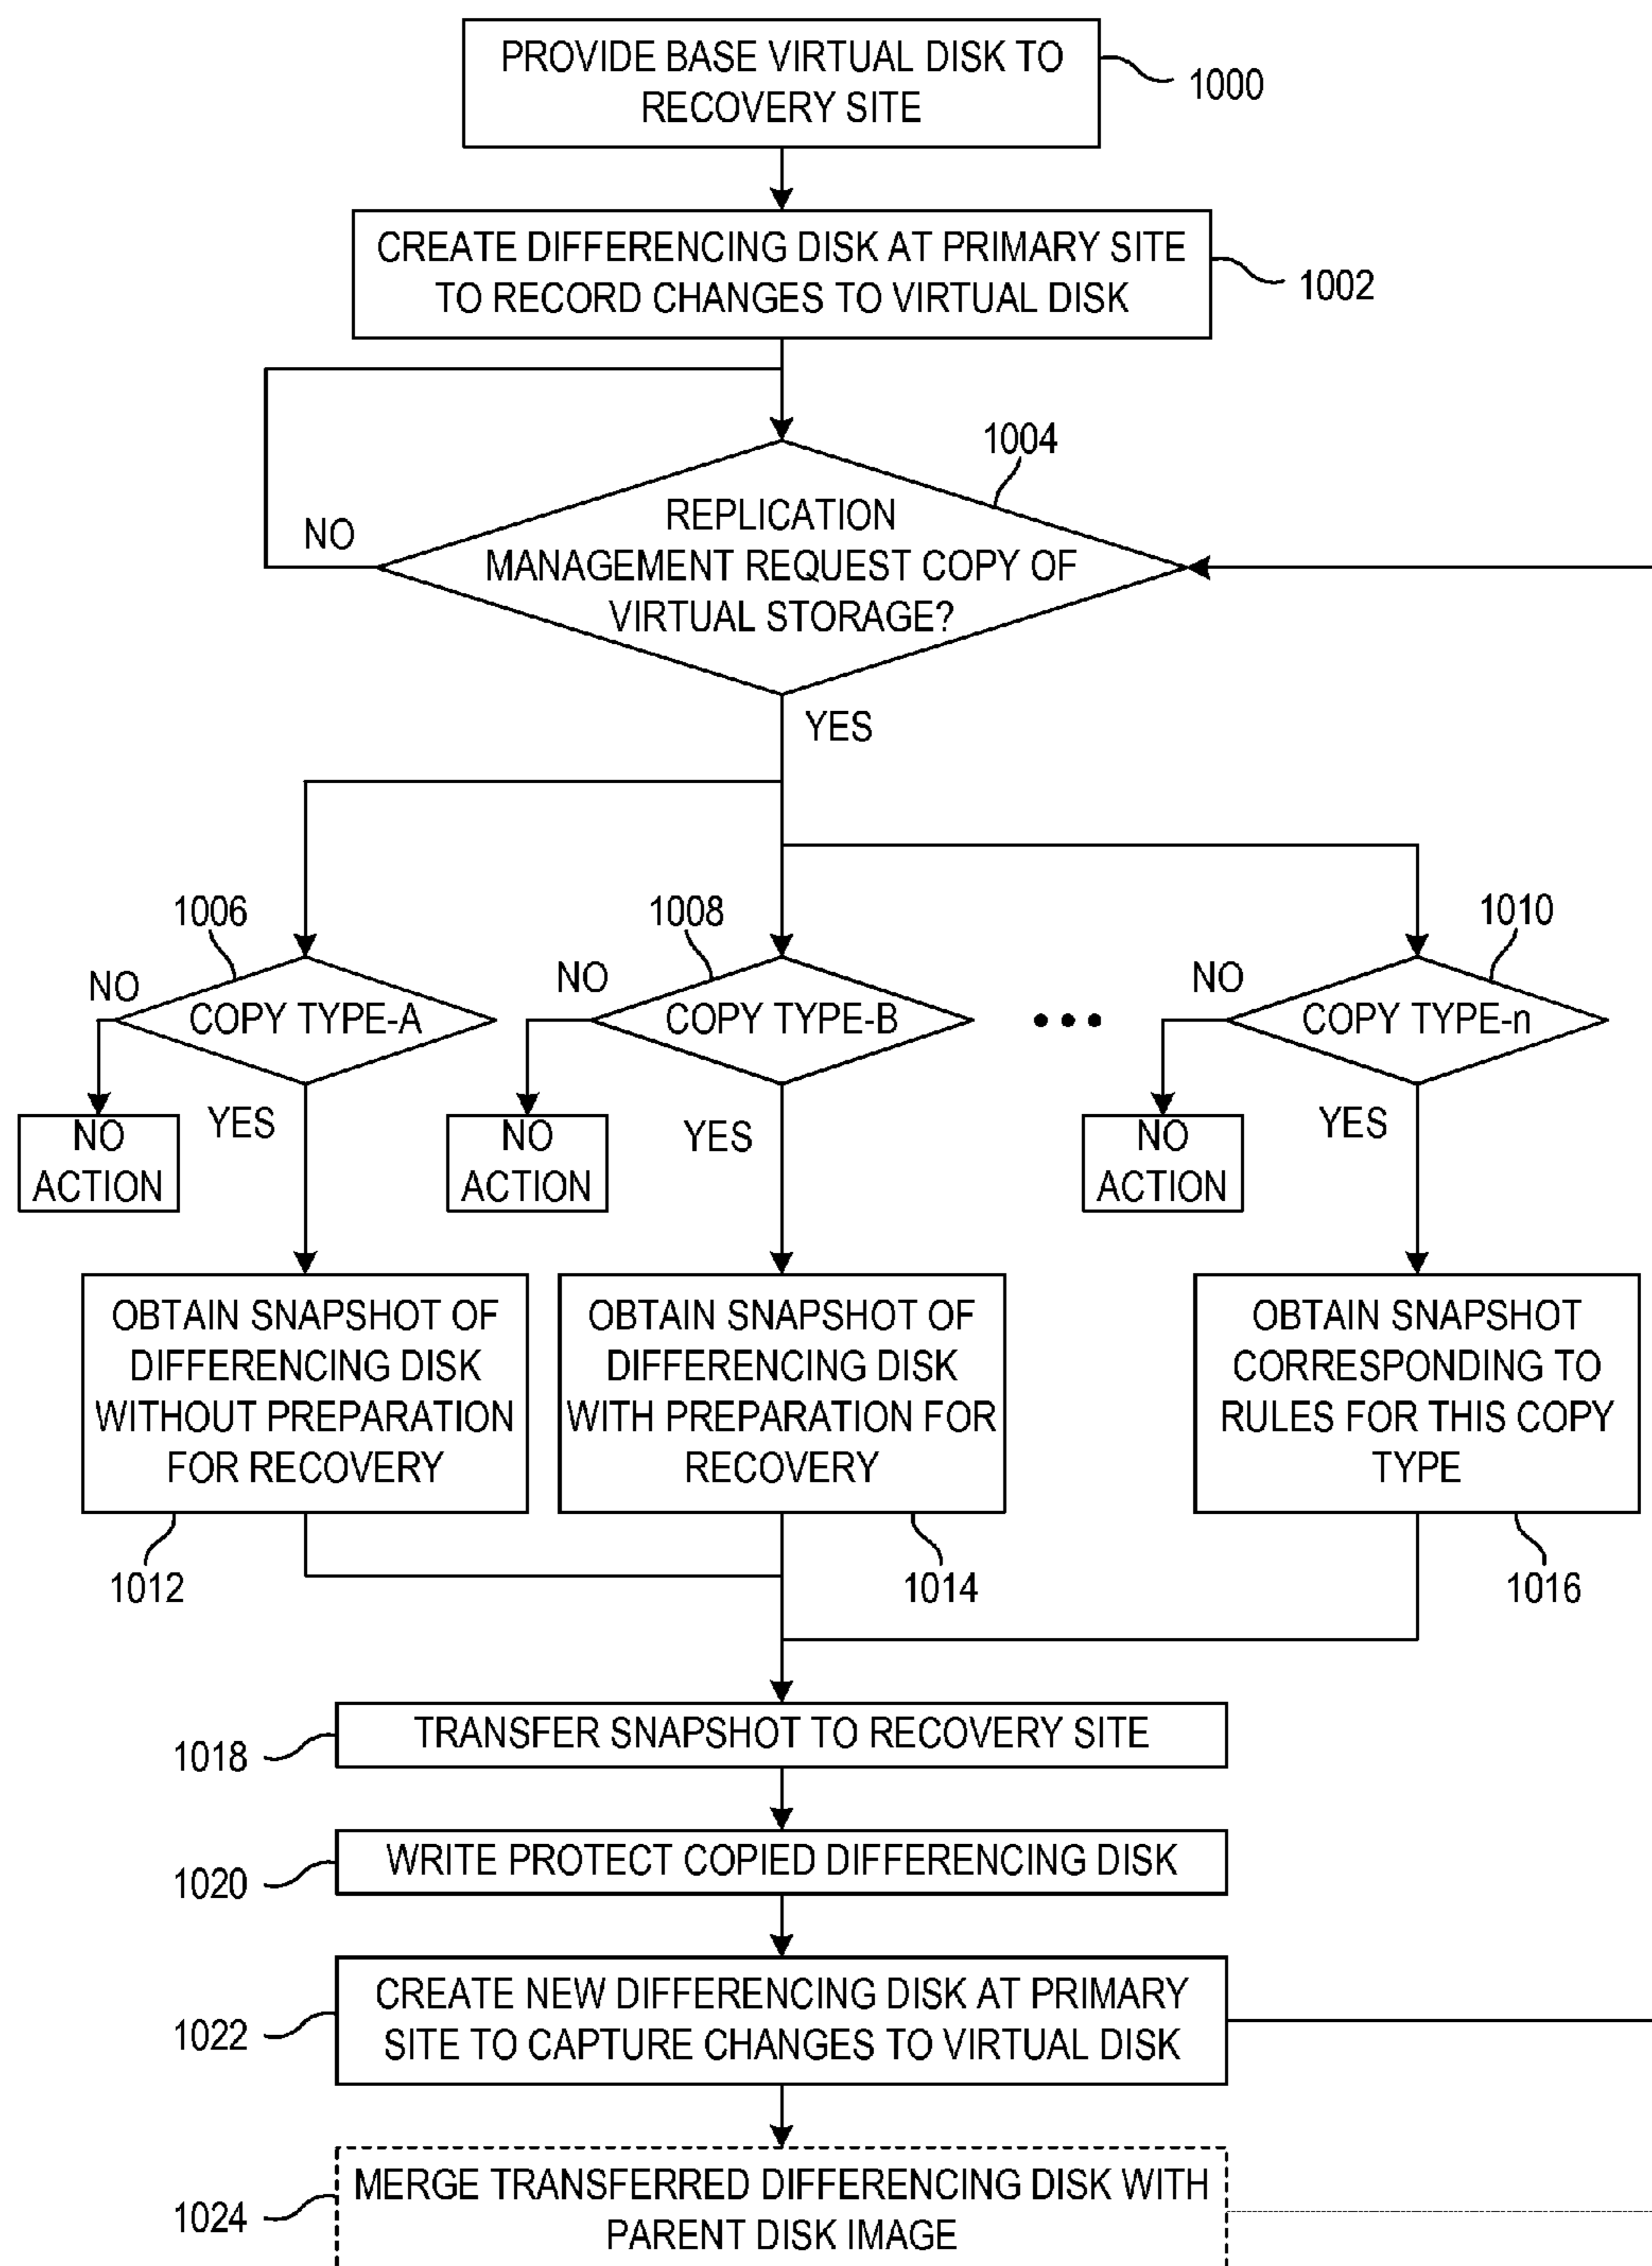 PROVIDE BASE VIRTUAL DISK TO
RECOVERY SITE
1000
CREATE DIFFERENCING DISK AT PRIMARY SITE
TO RECORD CHANGES TO VIRTUAL DISK
1002
1004
REPLICATION
MANAGEMENT REQUEST COPY OF
VIRTUAL STORAGE?
NO
YES
1006
NO
COPY TYPE-A
NO
ACTION
YES
1008
NO
COPY TYPE-B
NO
ACTION
YES
•••
1010
NO
COPY TYPE-n
NO
ACTION
YES
OBTAIN SNAPSHOT OF
DIFFERENCING DISK
WITHOUT PREPARATION
FOR RECOVERY
1012
OBTAIN SNAPSHOT OF
DIFFERENCING DISK
WITH PREPARATION FOR
RECOVERY
1014
OBTAIN SNAPSHOT
CORRESPONDING TO
RULES FOR THIS COPY
TYPE
1016
TRANSFER SNAPSHOT TO RECOVERY SITE
1018
WRITE PROTECT COPIED DIFFERENCING DISK
1020
CREATE NEW DIFFERENCING DISK AT PRIMARY
SITE TO CAPTURE CHANGES TO VIRTUAL DISK
1022
MERGE TRANSFERRED DIFFERENCING DISK WITH
PARENT DISK IMAGE
1024